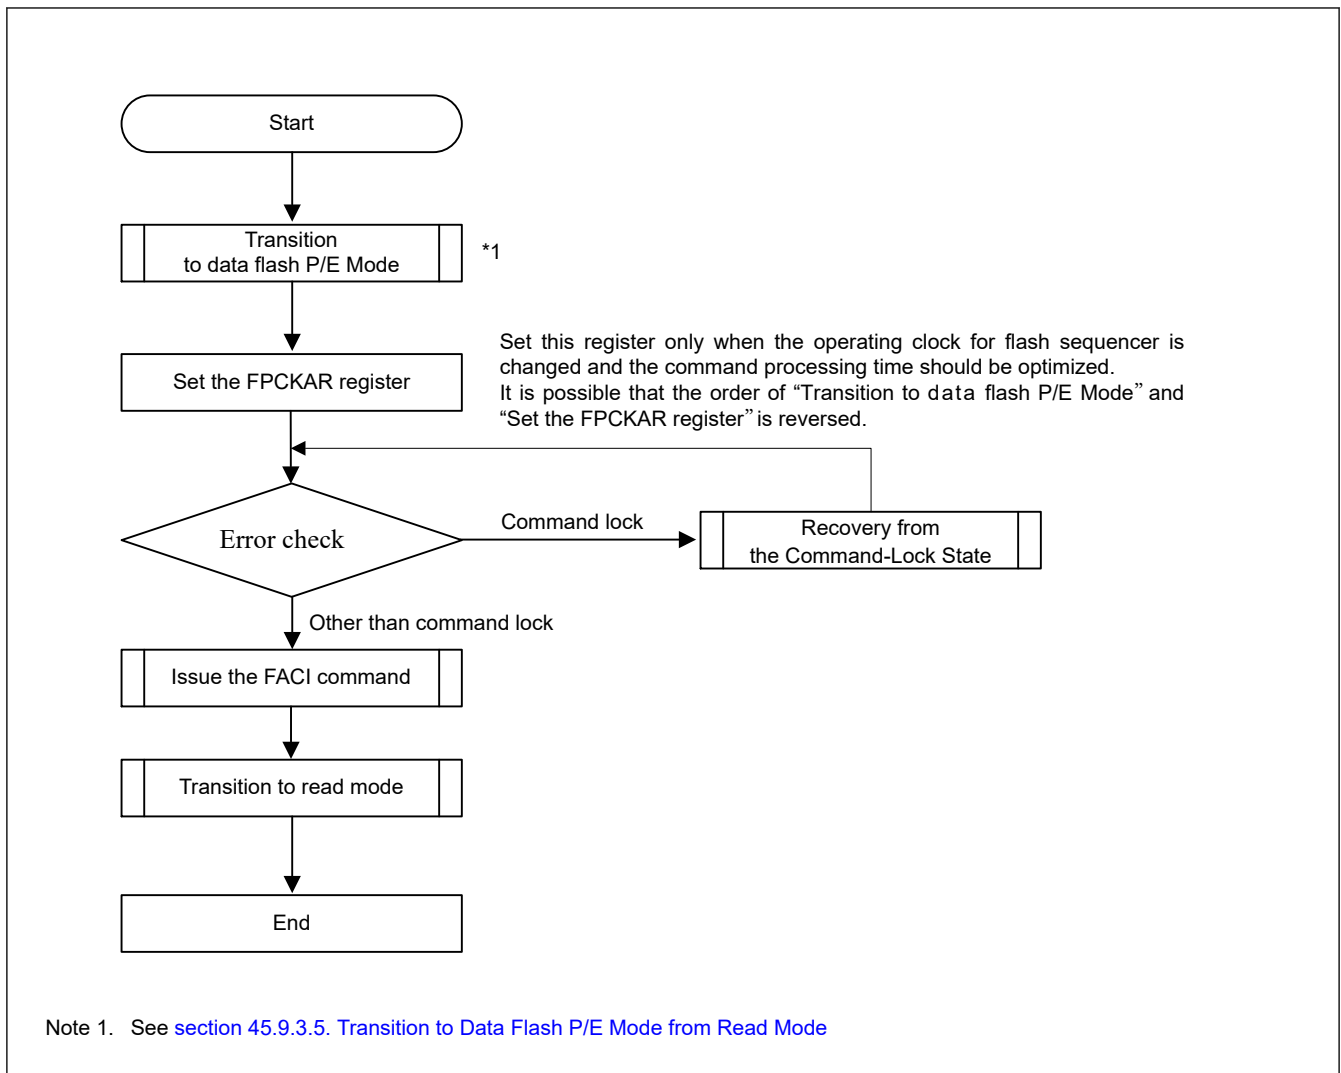 Start
Transition
to data flash P/E Mode
*1
Set the FPCKAR register
Set this register only when the operating clock for flash sequencer is
changed and the command processing time should be optimized.
It is possible that the order of “Transition to data flash P/E Mode” and
“Set the FPCKAR register” is reversed.
Error check
Command lock
Recovery from
the Command-Lock State
Other than command lock
Issue the FACI command
Transition to read mode
End
Note 1. See section 45.9.3.5. Transition to Data Flash P/E Mode from Read Mode